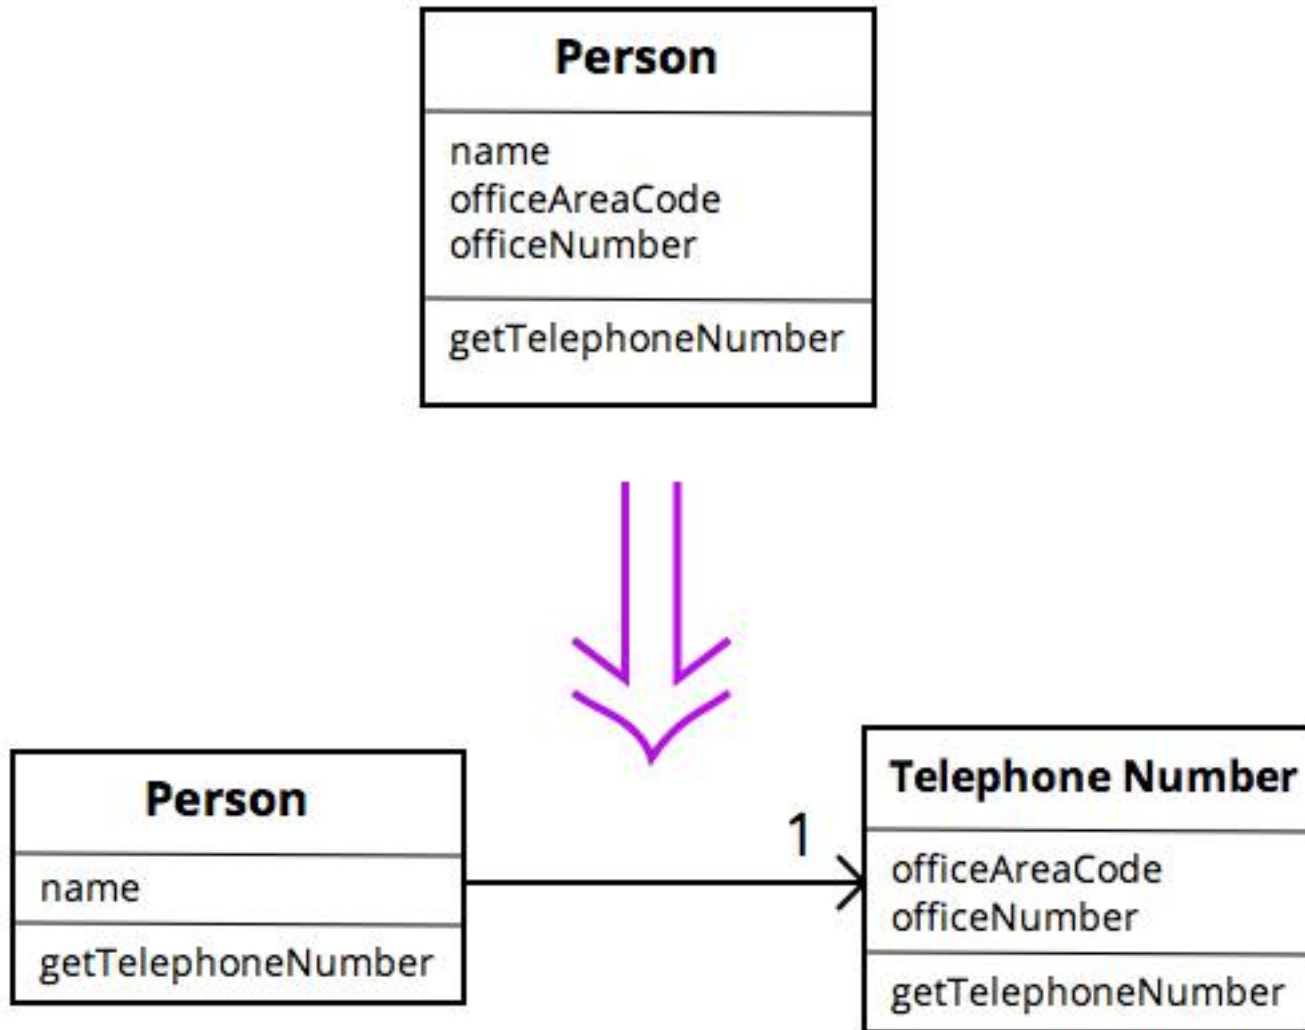 Person
name
officeAreaCode
officeNumber
getTelephoneNumber
Person
name
getTelephoneNumber
1
Telephone Number
officeAreaCode
officeNumber
getTelephoneNumber